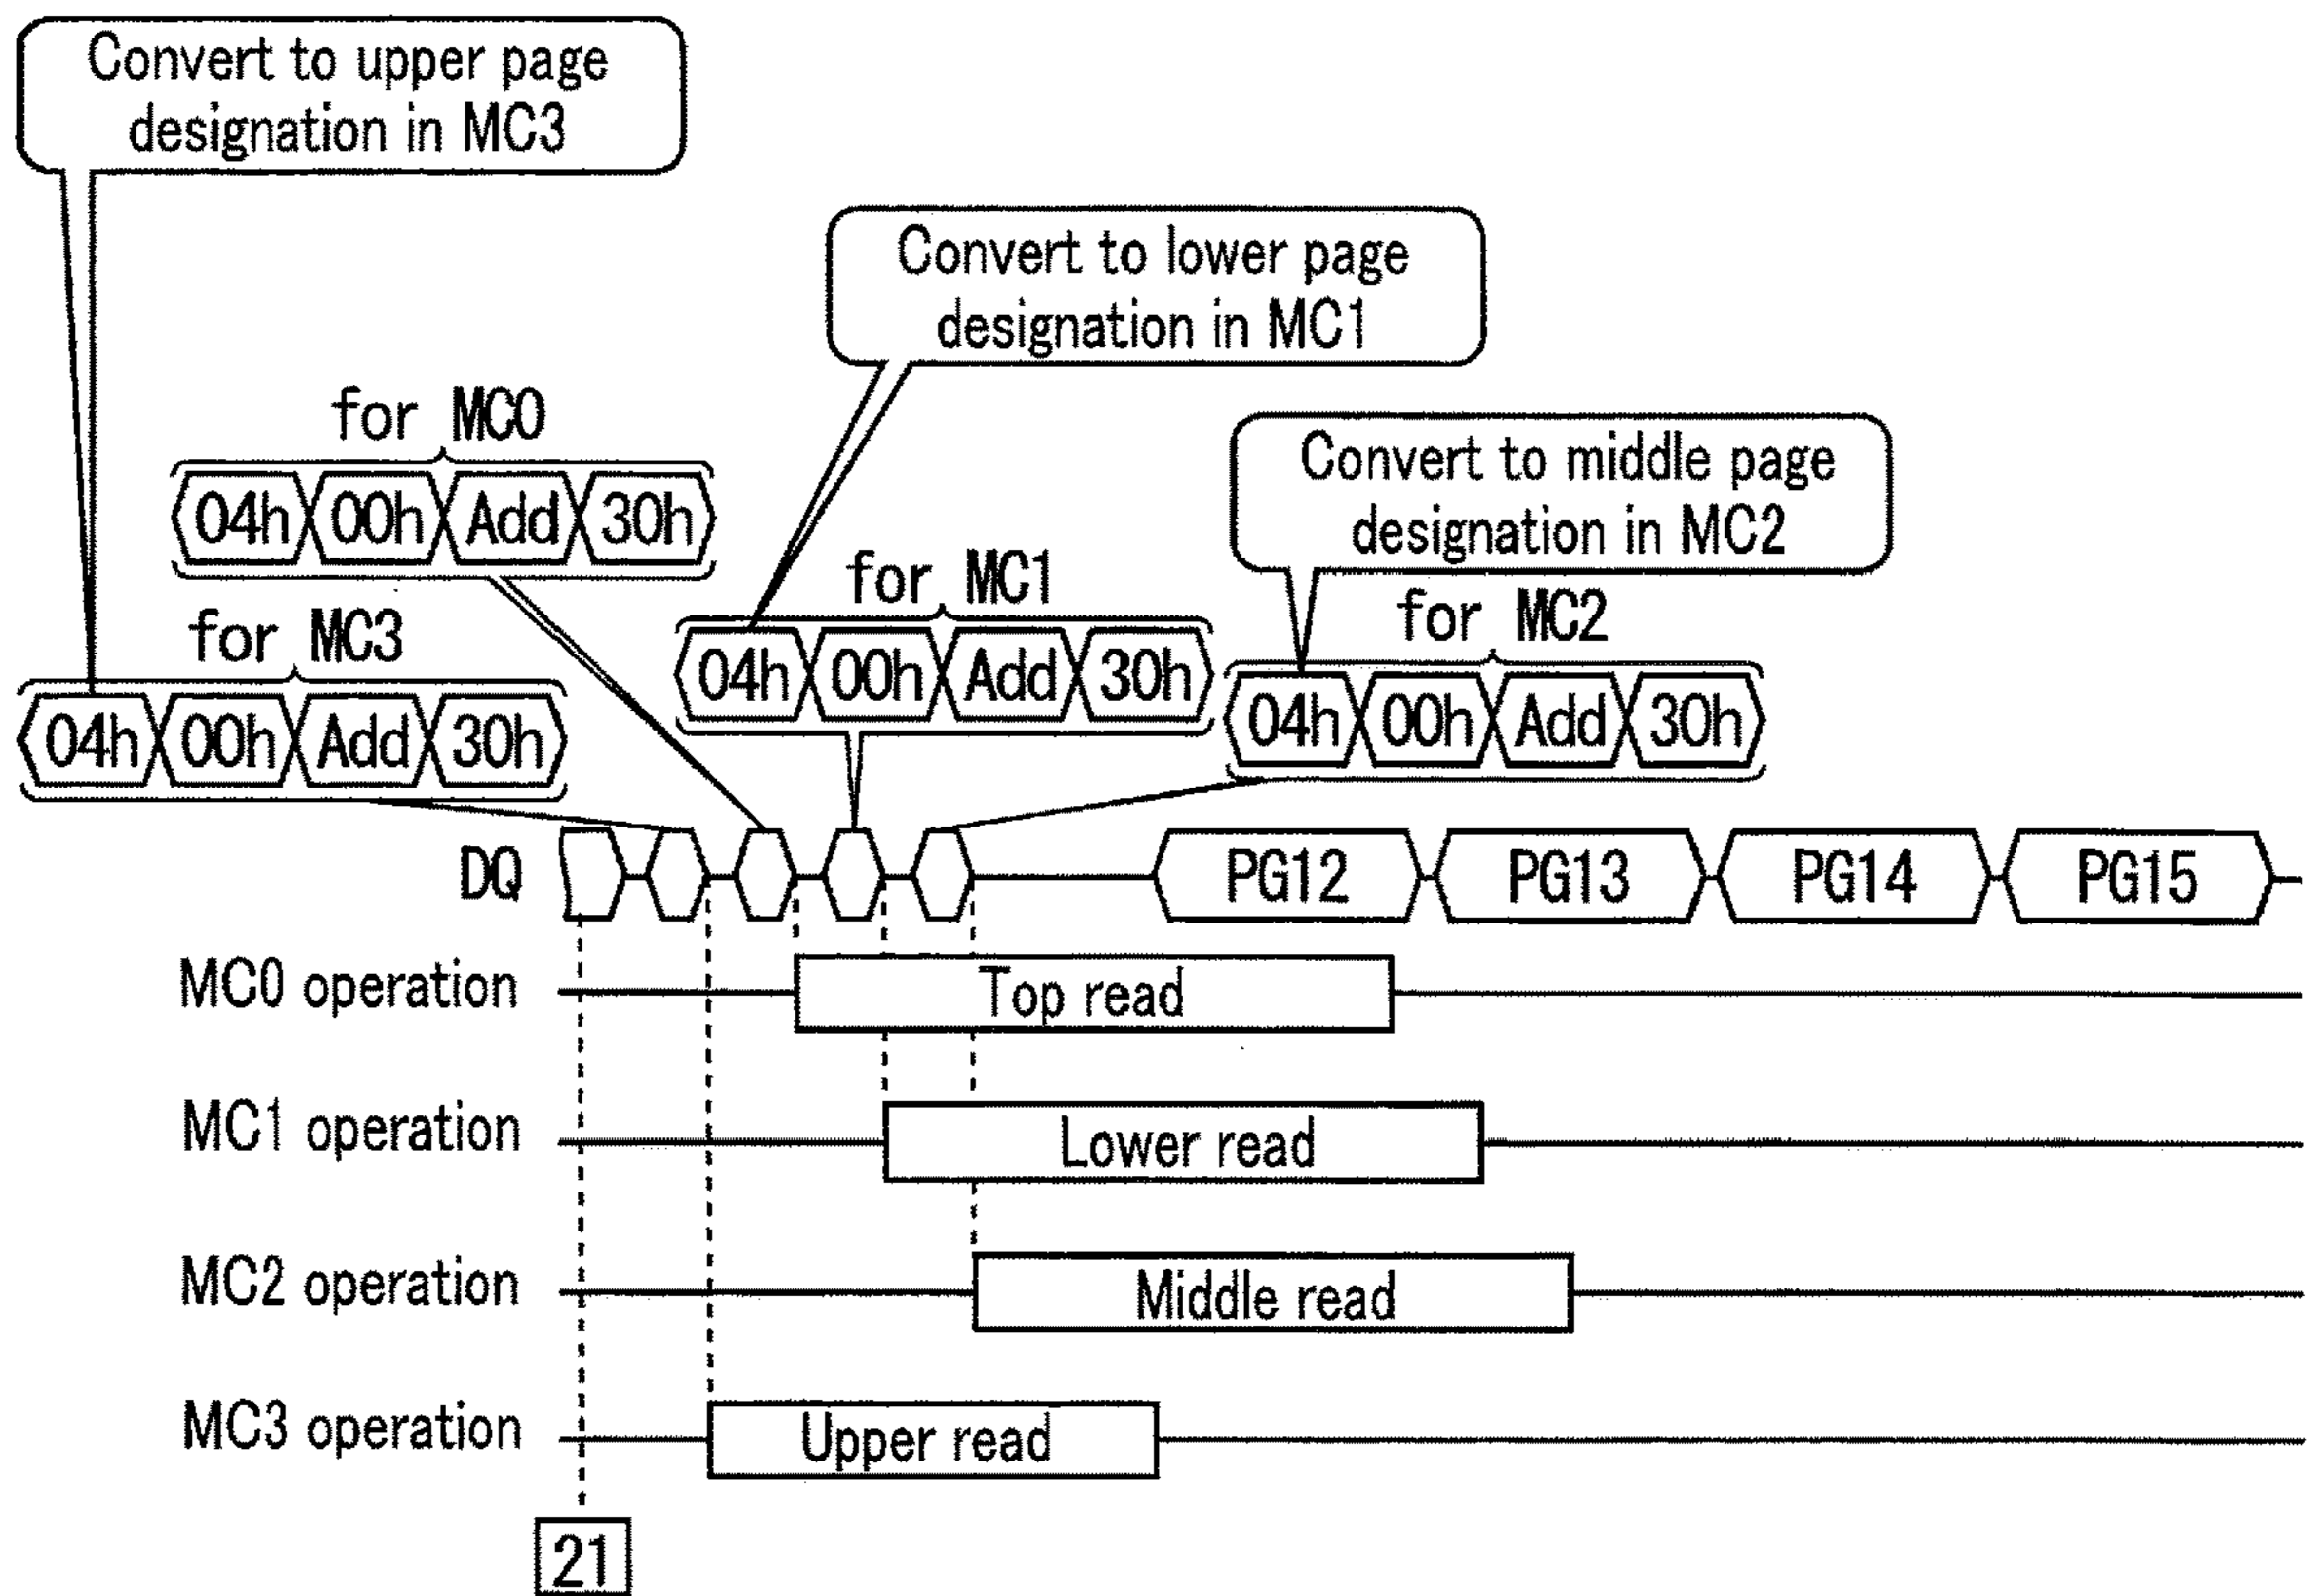 Convert to upper page
designation in MC3
Convert to lower page
designation in MC1
for MC0
04h 00h Add 30h
Convert to middle page
designation in MC2
for MC1
04h 00h Add 30h
for MC2
04h 00h Add 30h
for MC3
04h 00h Add 30h
DQ PG12 PG13 PG14 PG15
MC0 operation Top read
MC1 operation Lower read
MC2 operation Middle read
MC3 operation Upper read
21